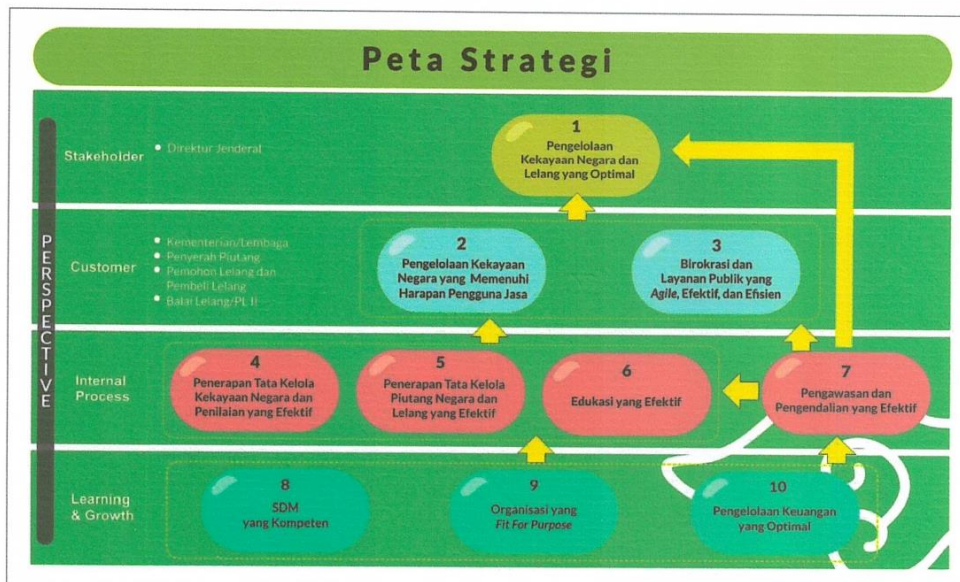 Peta Strategi
PERSPECTIVE
Stakeholder
• Direktur Jenderal
1
Pengelolaan
Kekayaan Negara dan
Lelang yang Optimal
Customer
• Kementerian/Lembaga
• Penyerah Piutang
• Pemohon Lelang dan
Pembeli Lelang
• Balai Lelang/PL II
2
Pengelolaan Kekayaan
Negara yang Memenuhi
Harapan Pengguna Jasa
3
Birokrasi dan
Layanan Publik yang
Agile, Efektif, dan Efisien
Internal
Process
4
Penerapan Tata Kelola
Kekayaan Negara dan
Penilaian yang Efektif
5
Penerapan Tata Kelola
Piutang Negara dan
Lelang yang Efektif
6
Edukasi yang Efektif
7
Pengawasan dan
Pengendalian yang Efektif
Learning
& Growth
8
SDM
yang Kompeten
9
Organisasi yang
Fit For Purpose
10
Pengelolaan Keuangan
yang Optimal